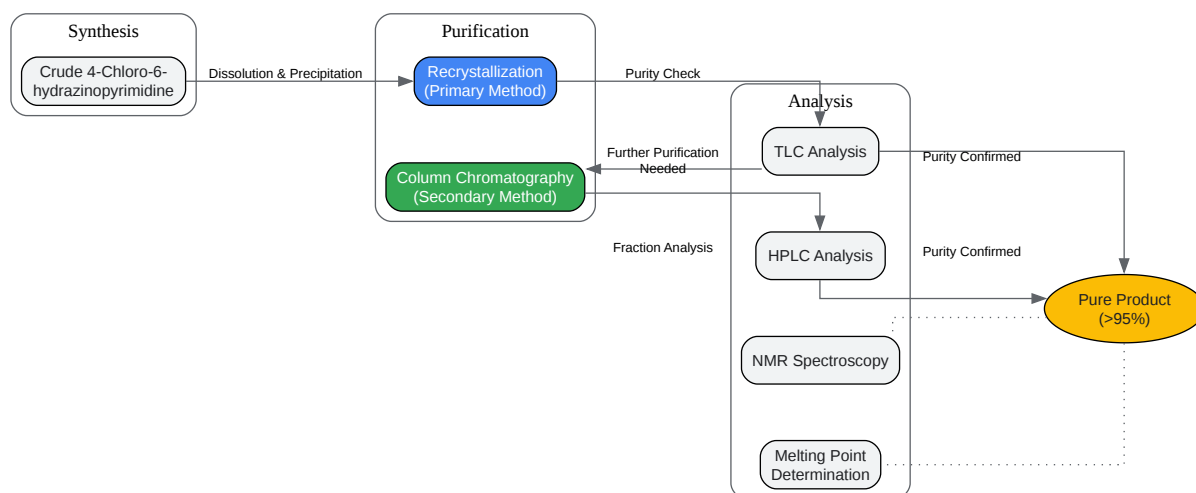 Synthesis
Crude 4-Chloro-6-
hydrazinopyrimidine
Dissolution & Precipitation
Purification
Recrystallization
(Primary Method)
Purity Check
Column Chromatography
(Secondary Method)
Further Purification
Needed
Fraction Analysis
Analysis
TLC Analysis
Purity Confirmed
HPLC Analysis
Purity Confirmed
NMR Spectroscopy
Melting Point
Determination
Pure Product
(>95%)